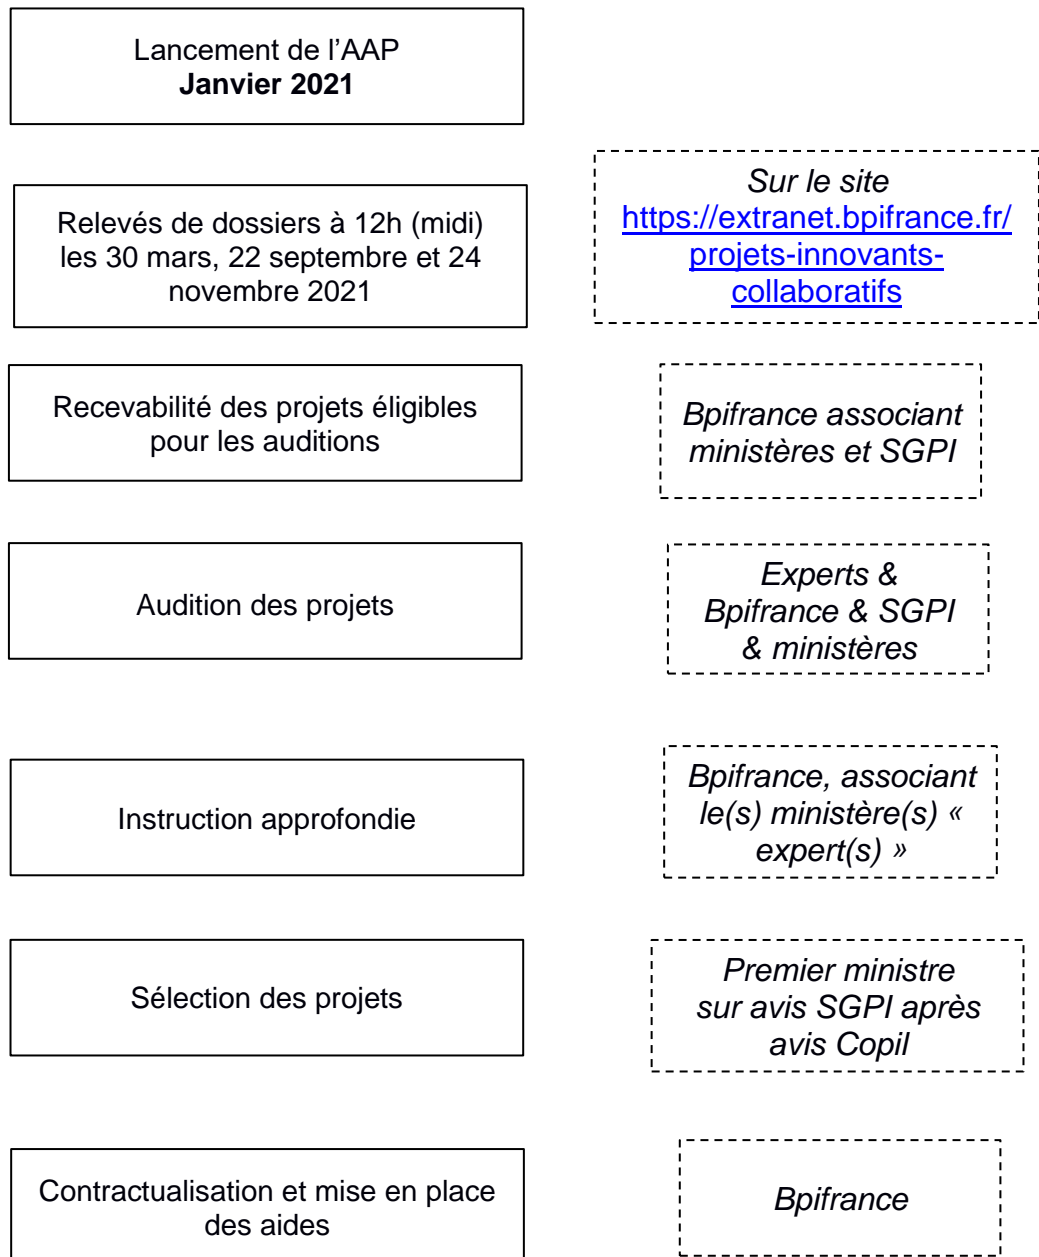 Lancement de l’AAP
Janvier 2021
Relevés de dossiers à 12h (midi)
les 30 mars, 22 septembre et 24
novembre 2021
Sur le site
https://extranet.bpifrance.fr/
projets-innovants-
collaboratifs
Recevabilité des projets éligibles
pour les auditions
Bpifrance associant
ministères et SGPI
Audition des projets
Experts &
Bpifrance & SGPI
& ministères
Instruction approfondie
Bpifrance, associant
le(s) ministère(s) «
expert(s) »
Sélection des projets
Premier ministre
sur avis SGPI après
avis Copil
Contractualisation et mise en place
des aides
Bpifrance